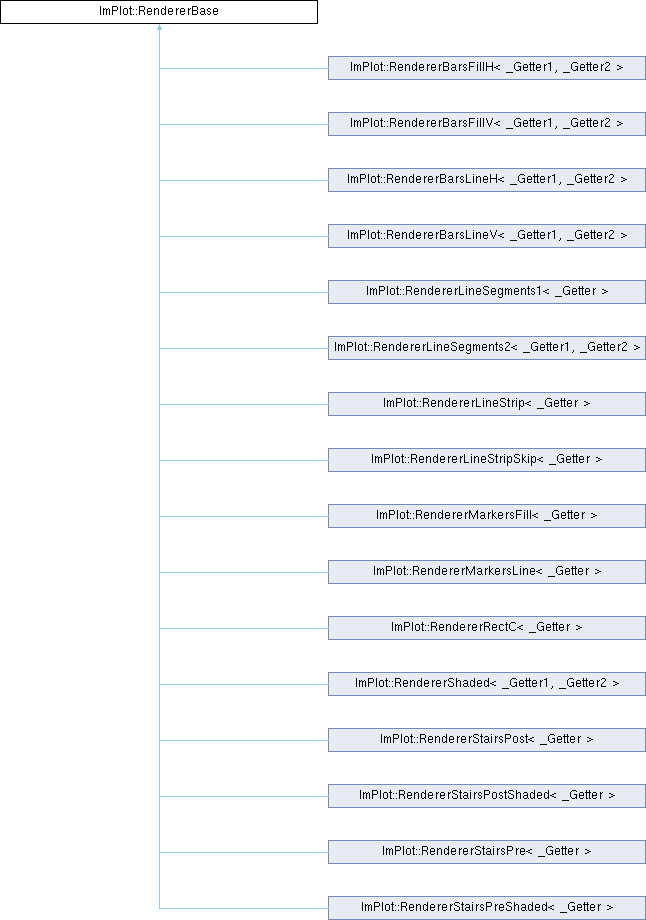 ImPlot::RendererBase
ImPlot::RendererBarsFillH< _Getter1, _Getter2 >
ImPlot::RendererBarsFillV< _Getter1, _Getter2 >
ImPlot::RendererBarsLineH< _Getter1, _Getter2 >
ImPlot::RendererBarsLineV< _Getter1, _Getter2 >
ImPlot::RendererLineSegments1< _Getter >
ImPlot::RendererLineSegments2< _Getter1, _Getter2 >
ImPlot::RendererLineStrip< _Getter >
ImPlot::RendererLineStripSkip< _Getter >
ImPlot::RendererMarkersFill< _Getter >
ImPlot::RendererMarkersLine< _Getter >
ImPlot::RendererRectC< _Getter >
ImPlot::RendererShaded< _Getter1, _Getter2 >
ImPlot::RendererStairsPost< _Getter >
ImPlot::RendererStairsPostShaded< _Getter >
ImPlot::RendererStairsPre< _Getter >
ImPlot::RendererStairsPreShaded< _Getter >